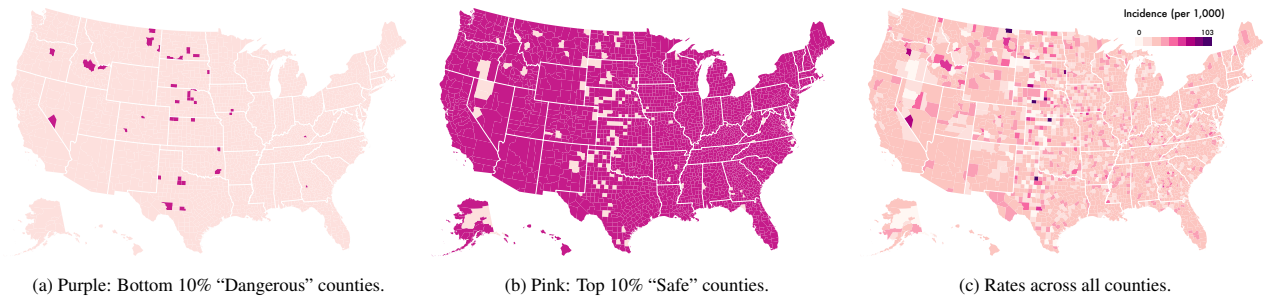 Incidence (per 1,000)
0 103
(a) Purple: Bottom 10% “Dangerous” counties.
(b) Pink: Top 10% “Safe” counties.
(c) Rates across all counties.